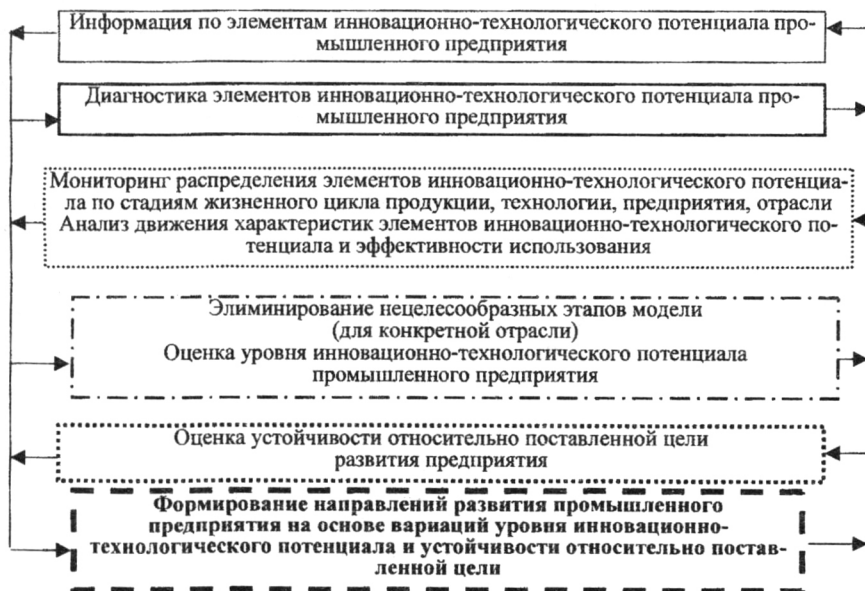 Информация по элементам инновационно-технологического потенциала про-
мышленного предприятия
Диагностика элементов инновационно-технологического потенциала про-
мышленного предприятия
Мониторинг распределения элементов инновационно-технологического потенциа-
ла по стадиям жизненного цикла продукции, технологии, предприятия, отрасли
Анализ движения характеристик элементов инновационно-технологического по-
тенциала и эффективности использования
Элиминирование нецелесообразных этапов модели
(для конкретной отрасли)
Оценка уровня инновационно-технологического потенциала
промышленного предприятия
Оценка устойчивости относительно поставленной цели
развития предприятия
Формирование направлений развития промышленного
предприятия на основе вариаций уровня инновационно-
технологического потенциала и устойчивости относительно постав-
ленной цели